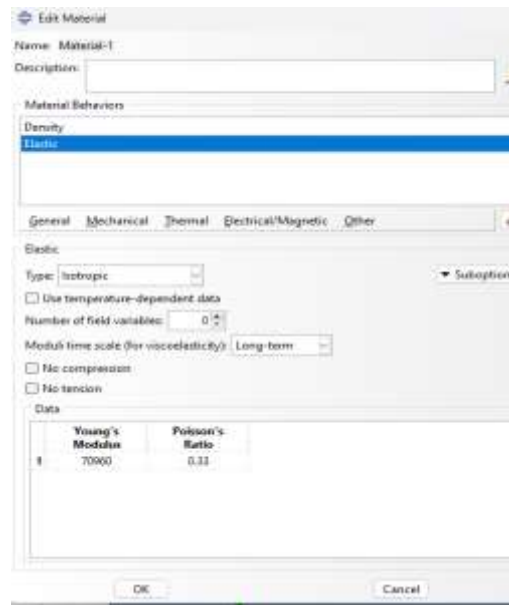 Edit Material
Name: Material-1
Description:
Material Behaviors
Density
Elastic
General Mechanical Thermal Electrical/Magnetic Other
Elastic
Type: Isotropic
Suboption
Use temperature-dependent data
Number of field variables: 0
Moduli time scale (for viscoelasticity): Long-term
No compression
No tension
Data
Young's Poisson's
Modulus Ratio
1 70960 0.33
OK Cancel